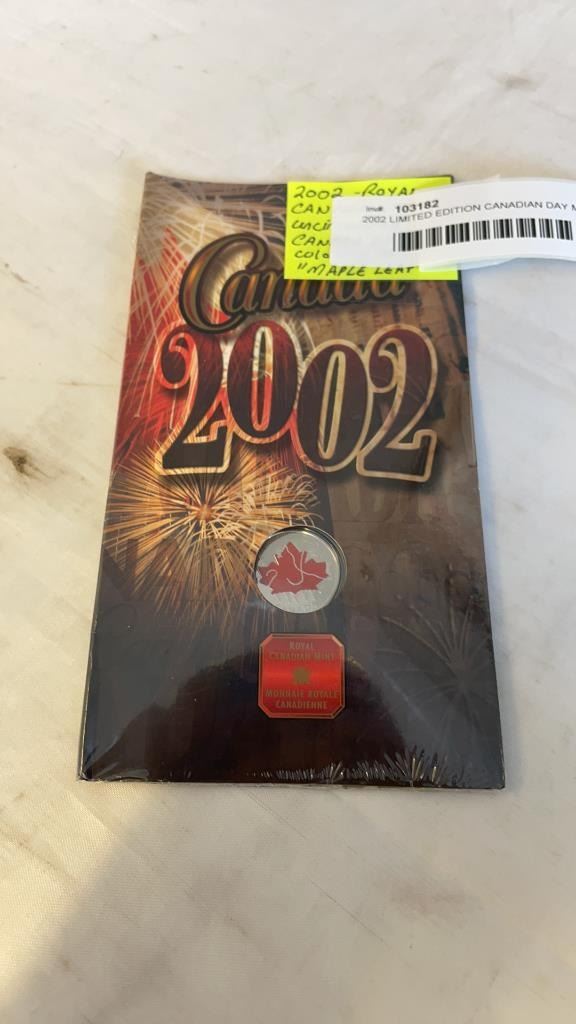 2002 - ROYAL
CAN
Inv#: 103182
2002 LIMITED EDITION CANADIAN DAY M
CAN
COLO
"MAPLE LEAF
Canada
2002
ROYAL
CANADIAN MINT
MONNAIE ROYALE
CANADIENNE